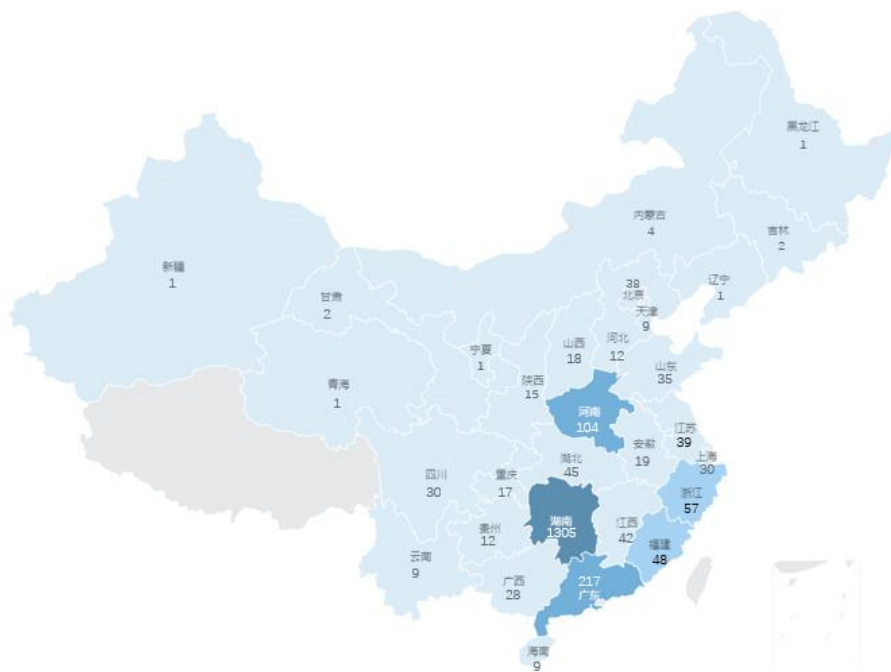 黑龙江
1
内蒙古
4
吉林
2
新疆
1
辽宁
1
甘肃
2
38
北京
天津
9
宁夏
1
山西
18
河北
12
山东
35
青海
1
陕西
15
河南
104
江苏
39
安徽
19
上海
30
湖北
45
四川
30
重庆
17
浙江
57
湖南
1305
江西
42
贵州
12
福建
48
云南
9
广西
28
217
广东
海南
9